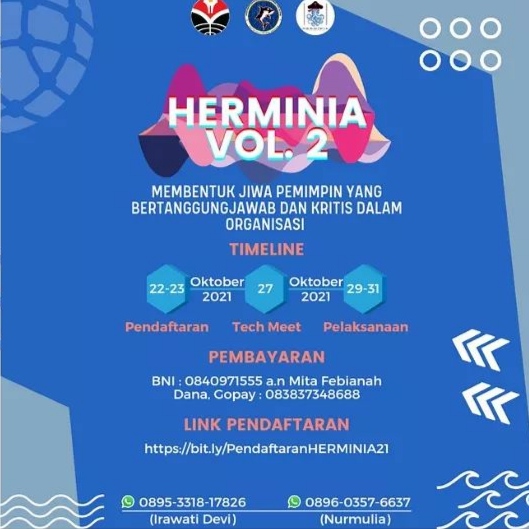 HERMINIA
VOL. 2
MEMBENTUK JIWA PEMIMPIN YANG
BERTANGGUNGJAWAB DAN KRITIS DALAM
ORGANISASI
TIMELINE
22-23 Oktober 2021 27 Oktober 2021 29-31
Pendaftaran Tech Meet Pelaksanaan
PEMBAYARAN
BNI : 0840971555 a.n Mita Febianah
Dana, Gopay : 083837348688
LINK PENDAFTARAN
https://bit.ly/PendaftaranHERMINIA21
0895-3318-17826 0896-0357-6637
(Irawati Devi) (Nurmulia)